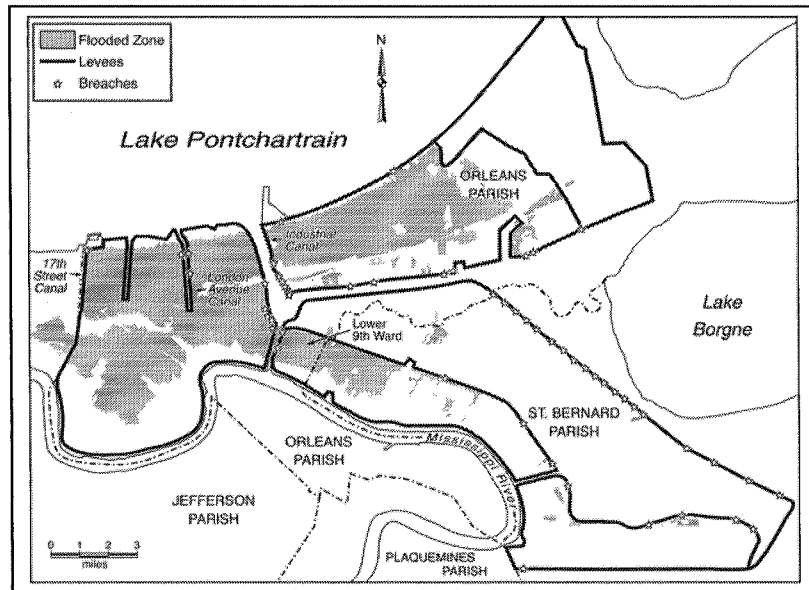 Flooded Zone
Levees
Breaches
N
Lake Pontchartrain
ORLEANS
PARISH
Industrial
Canal
17th
Street
Canal
London
Avenue
Canal
Lower
9th Ward
Lake
Borgne
ST. BERNARD
PARISH
ORLEANS
PARISH
Mississippi River
JEFFERSON
PARISH
0 1 2 3
miles
PLAQUEMINES
PARISH